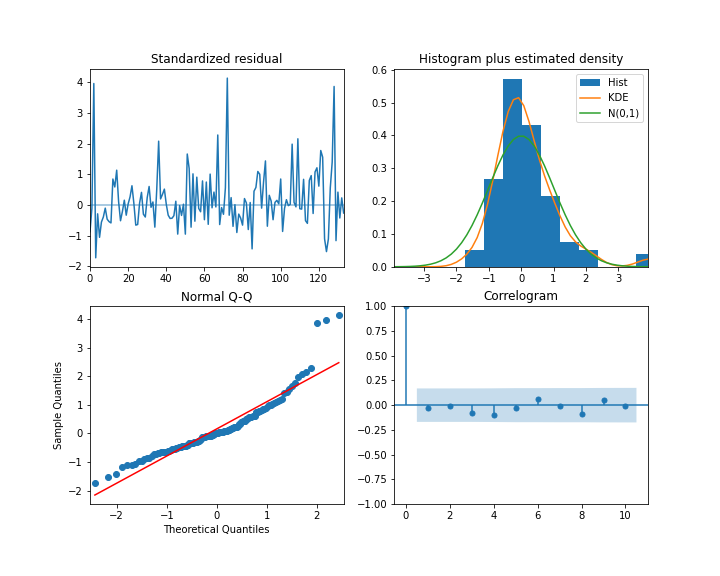 Standardized residual
4
3
2
1
0
−1
−2
0 20 40 60 80 100 120
Histogram plus estimated density
0.6
0.5
0.4
0.3
0.2
0.1
0.0
−3 −2 −1 0 1 2 3
Hist
KDE
N(0,1)
Normal Q-Q
Sample Quantiles
4
3
2
1
0
−1
−2
−2 −1 0 1 2
Theoretical Quantiles
Correlogram
1.00
0.75
0.50
0.25
0.00
−0.25
−0.50
−0.75
−1.00
0 2 4 6 8 10